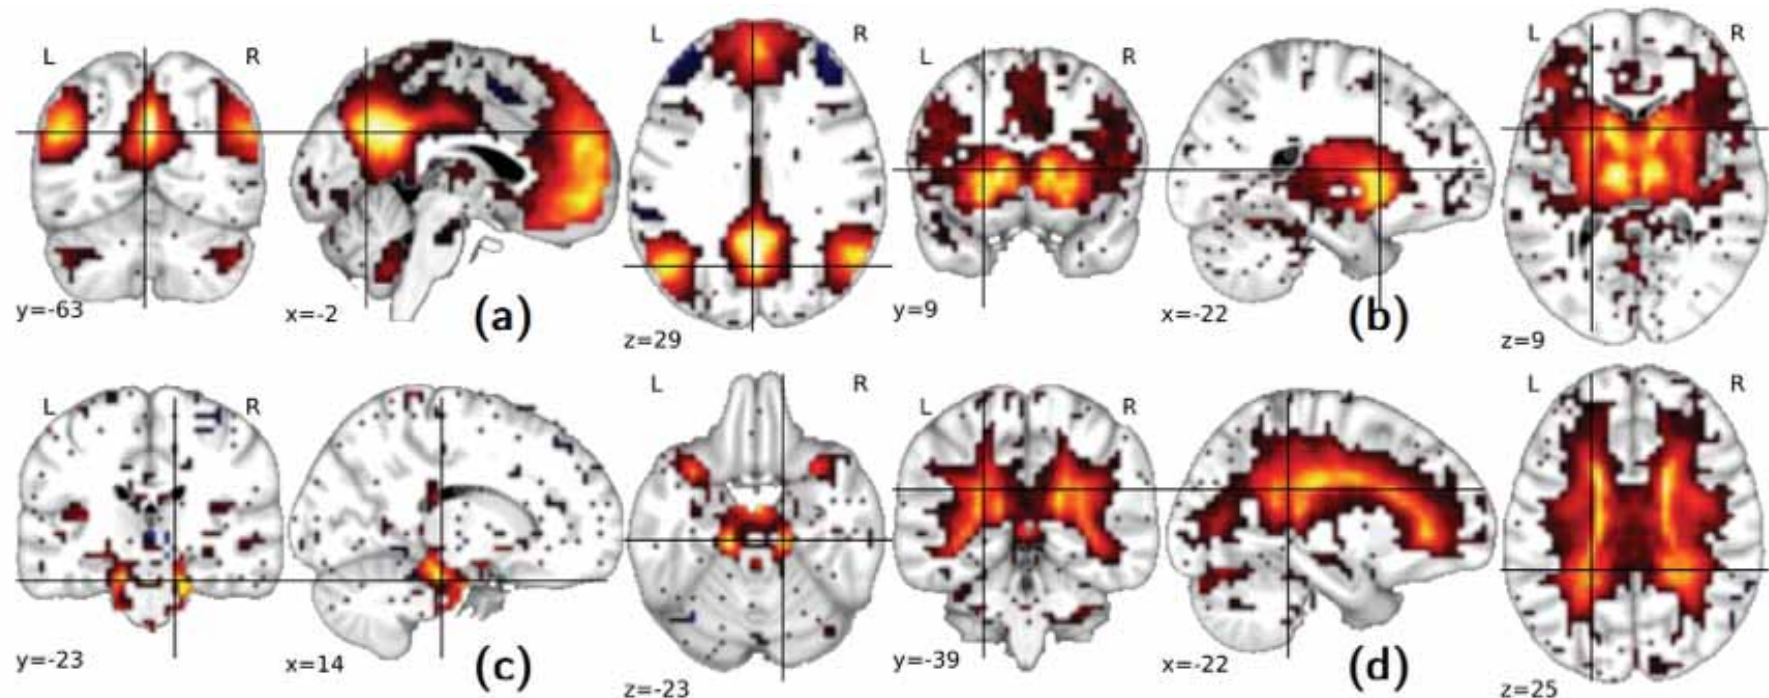 L R
y=-63
x=-2
(a)
L R
z=29
L R
y=9
x=-22
(b)
L R
z=9
L R
y=-23
x=14
(c)
L R
z=-23
L R
y=-39
x=-22
(d)
L R
z=25